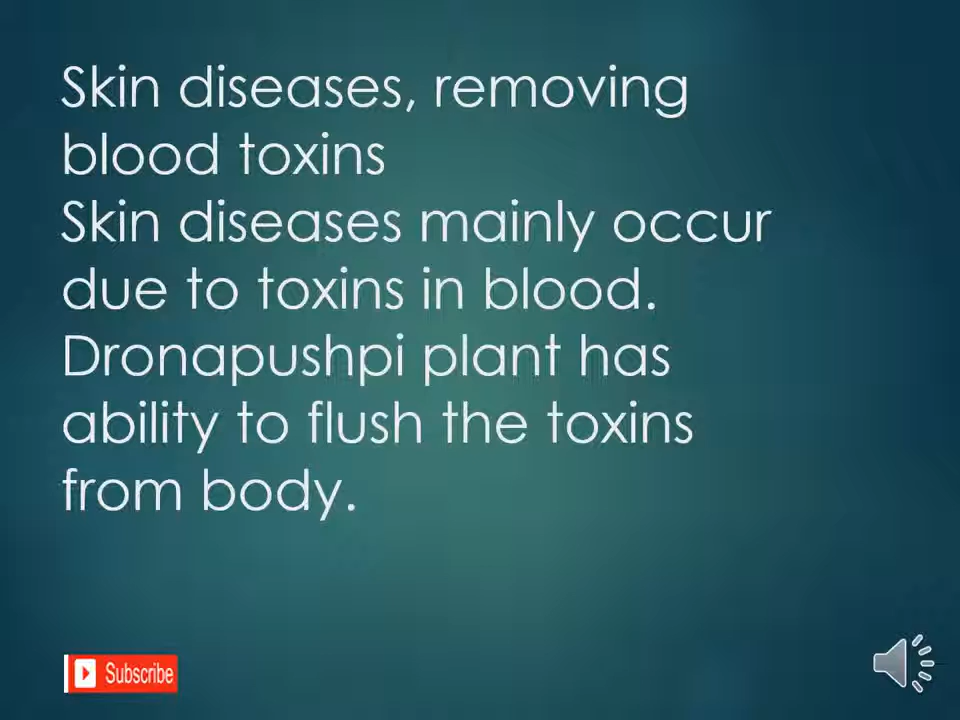 Skin diseases, removing
blood toxins
Skin diseases mainly occur
due to toxins in blood.
Dronapushpi plant has
ability to flush the toxins
from body.
Subscribe